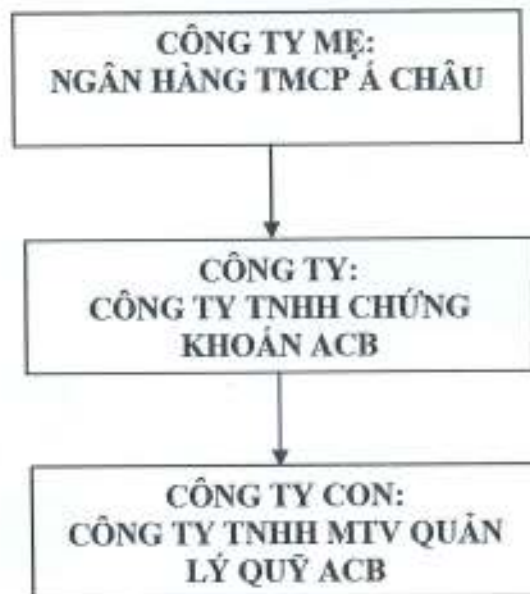 CÔNG TY MẸ:
NGÂN HÀNG TMCP Á CHÂU
CÔNG TY:
CÔNG TY TNHH CHỨNG
KHOÁN ACB
CÔNG TY CON:
CÔNG TY TNHH MTV QUẢN
LÝ QUỸ ACB